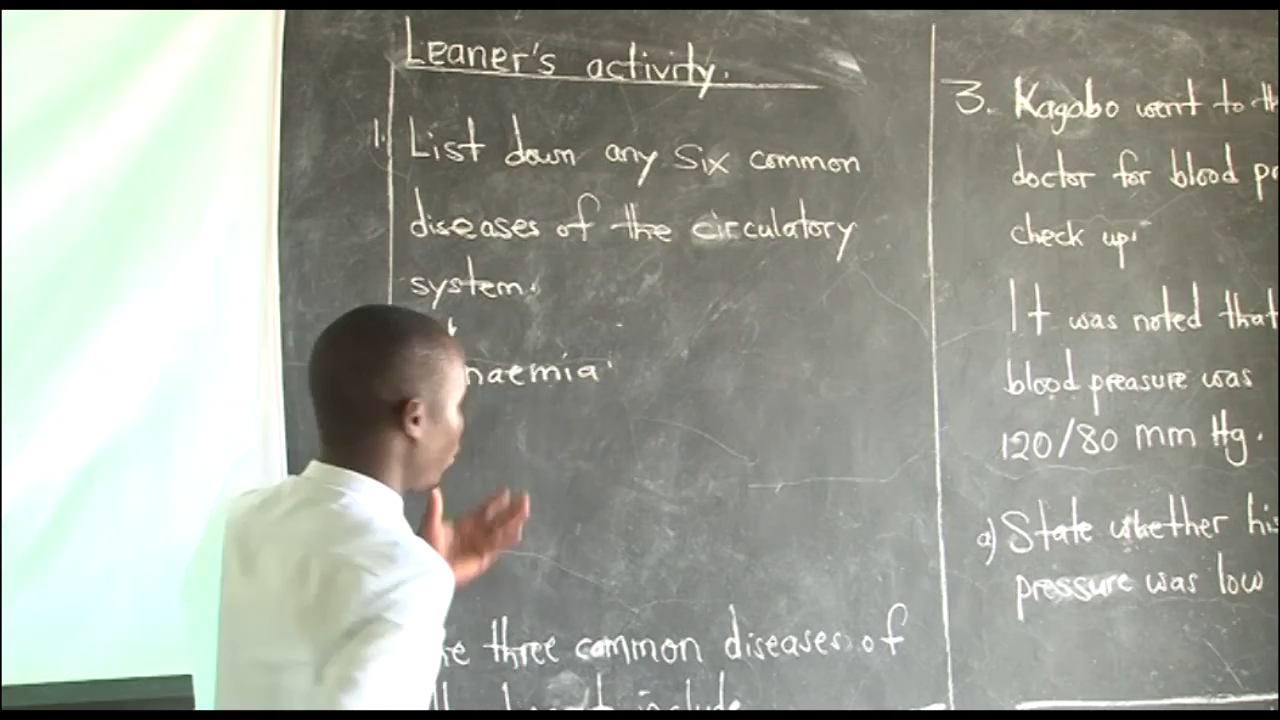 Leaner's activity.
1. List down any six common
diseases of the circulatory
system.
naemia
three common diseases of
include
3. Kagabo went to th
doctor for blood
check up.
It was noted that
blood preasure was
120/80 mm Hg.
a) State whether hi
pressure was low